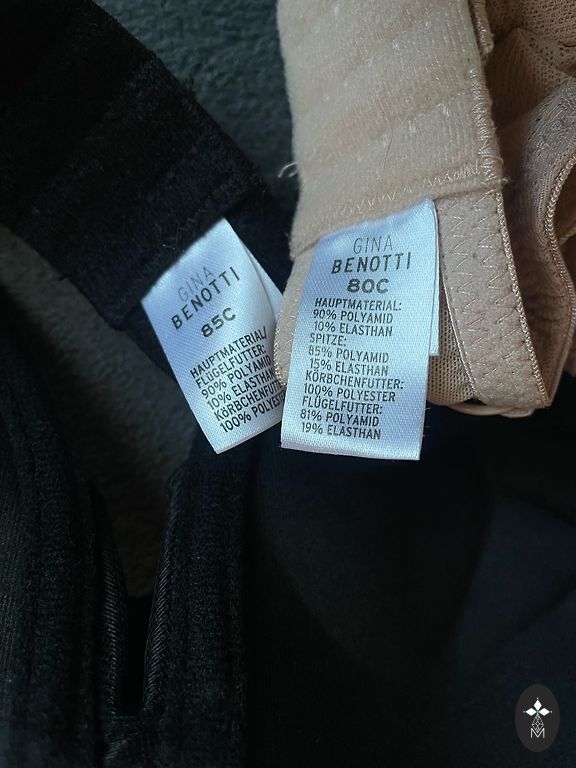 GINA
BENOTTI
85C
HAUPTMATERIAL/
FLÜGELFUTTER:
90% POLYAMID
10% ELASTHAN
KÖRBCHENFUTTER:
100% POLYESTER
GINA
BENOTTI
80C
HAUPTMATERIAL:
90% POLYAMID
10% ELASTHAN
SPITZE:
85% POLYAMID
15% ELASTHAN
KÖRBCHENFUTTER:
100% POLYESTER
FLÜGELFUTTER:
81% POLYAMID
19% ELASTHAN